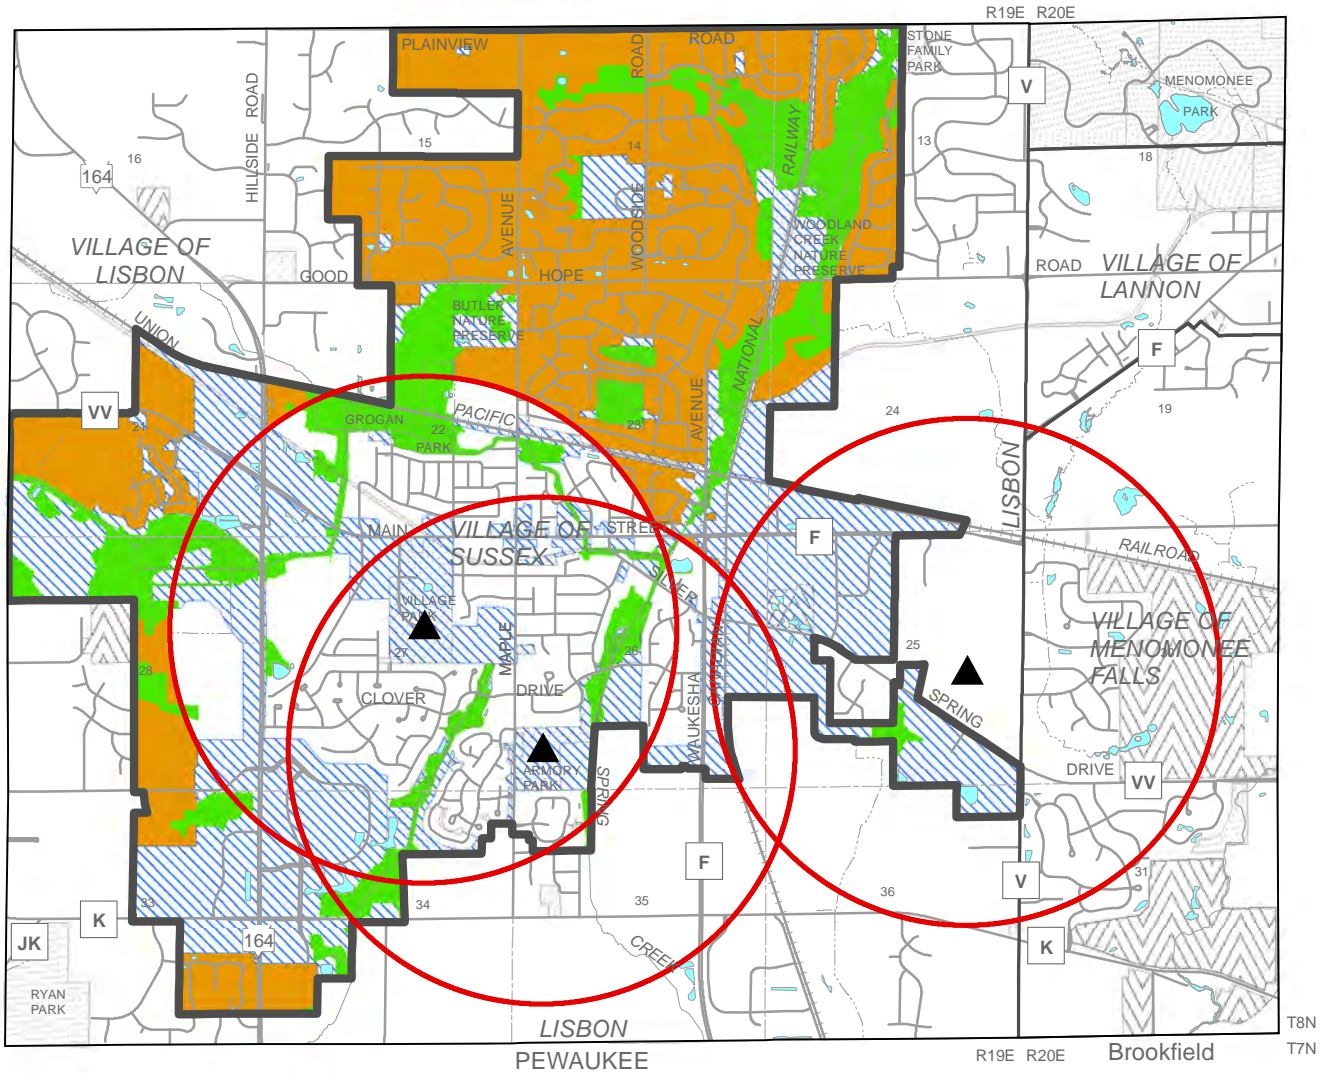 R19E R20E
PLAINVIEW
ROAD
ROAD
STONE
FAMILY
PARK
V
MENOMONEE
PARK
HILLSIDE ROAD
RAILWAY
15
14
13
16
18
164
AVENUE
WOODSIDE
WOODLAND
CREEK
NATURE
PRESERVE
VILLAGE OF
LISBON
GOOD
HOPE
ROAD
VILLAGE OF
LANNON
UNION
BUTLER
NATURE
PRESERVE
NATIONAL
F
VV
AVENUE
19
24
21
GROGAN
PACIFIC
22
PARK
23
LISBON
MAIN
VILLAGE OF
SUSSEX
STREET
F
RAILROAD
SILVER
VILLAGE
PARK
27
MAPLE
26
CANADIAN
25
VILLAGE OF
MENOMONEE
FALLS
30
28
CLOVER
DRIVE
WAUKESHA
SPRING
ARMORY
PARK
SPRING
DRIVE
VV
F
V
31
33
34
35
36
K
JK
164
K
CREEK
RYAN
PARK
LISBON
T8N
PEWAUKEE
R19E R20E
Brookfield
T7N